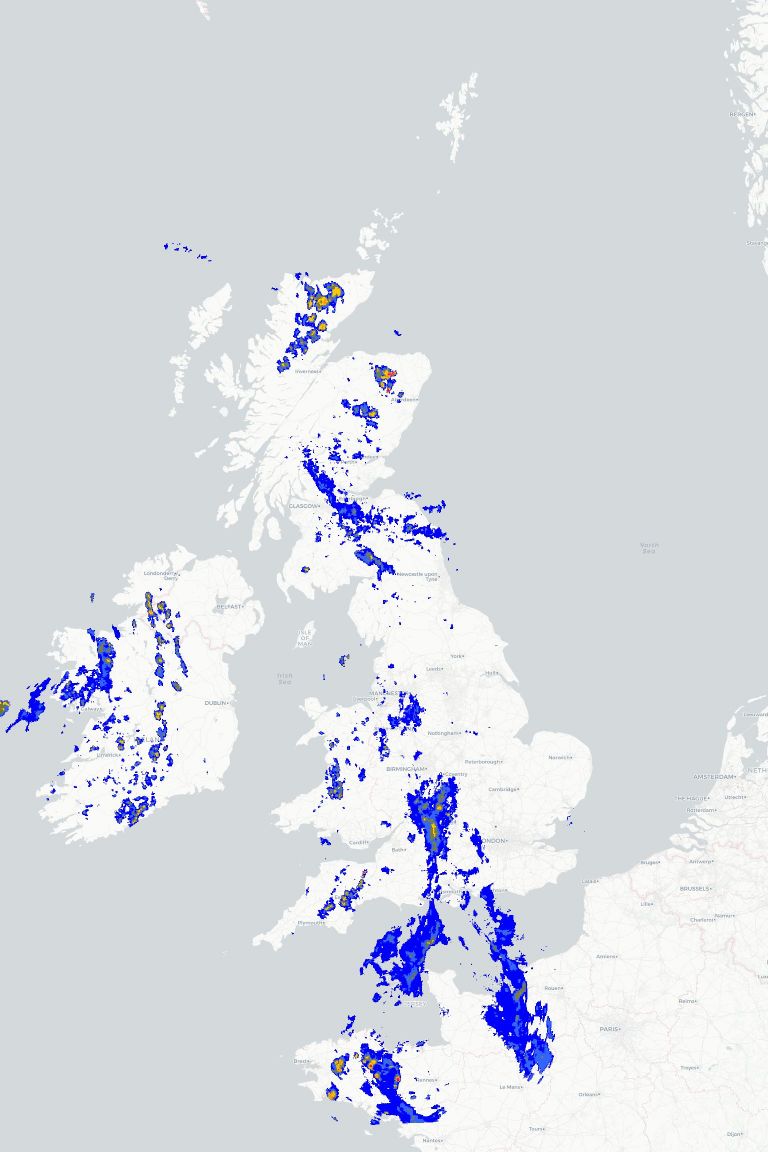 BERGEN
Stavanger
Inverness
Aberdeen
GLASGOW
North
Sea
Londonderry/
Derry
BELFAST
Newcastle upon
Tyne
ISLE
OF
MAN
Irish
Sea
York
Leeds
Hull
DUBLIN
Galway
Liverpool
Nottingham
Limerick
Peterborough
Norwich
BIRMINGHAM
Coventry
Cambridge
AMSTERDAM
THE HAGUE
Utrecht
Rotterdam
Cardiff
Bath
LONDON
Bruges
Antwerp
Calais
BRUSSELS
Lille
Namur
Charleroi
Plymouth
Amiens
Rouen
Reims
PARIS
Brest
Rennes
Troyes
Le Mans
Orléans
Tours
Nantes
Dijon